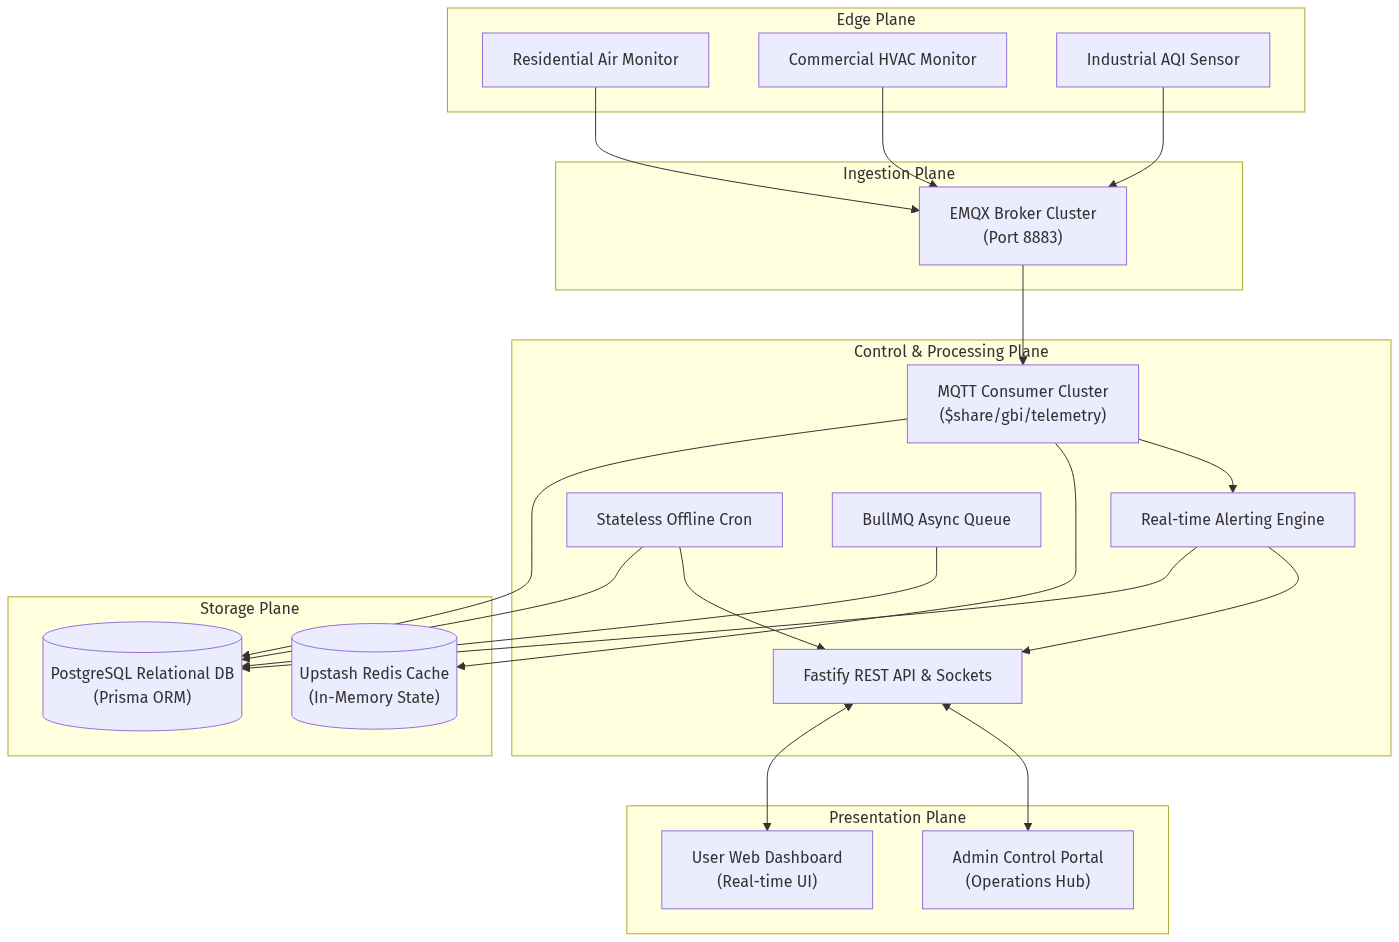 Edge Plane
Residential Air Monitor
Commercial HVAC Monitor
Industrial AQI Sensor
Ingestion Plane
EMQX Broker Cluster
(Port 8883)
Control & Processing Plane
MQTT Consumer Cluster
($share/gbi/telemetry)
Stateless Offline Cron
BullMQ Async Queue
Real-time Alerting Engine
Storage Plane
PostgreSQL Relational DB
(Prisma ORM)
Upstash Redis Cache
(In-Memory State)
Fastify REST API & Sockets
Presentation Plane
User Web Dashboard
(Real-time UI)
Admin Control Portal
(Operations Hub)